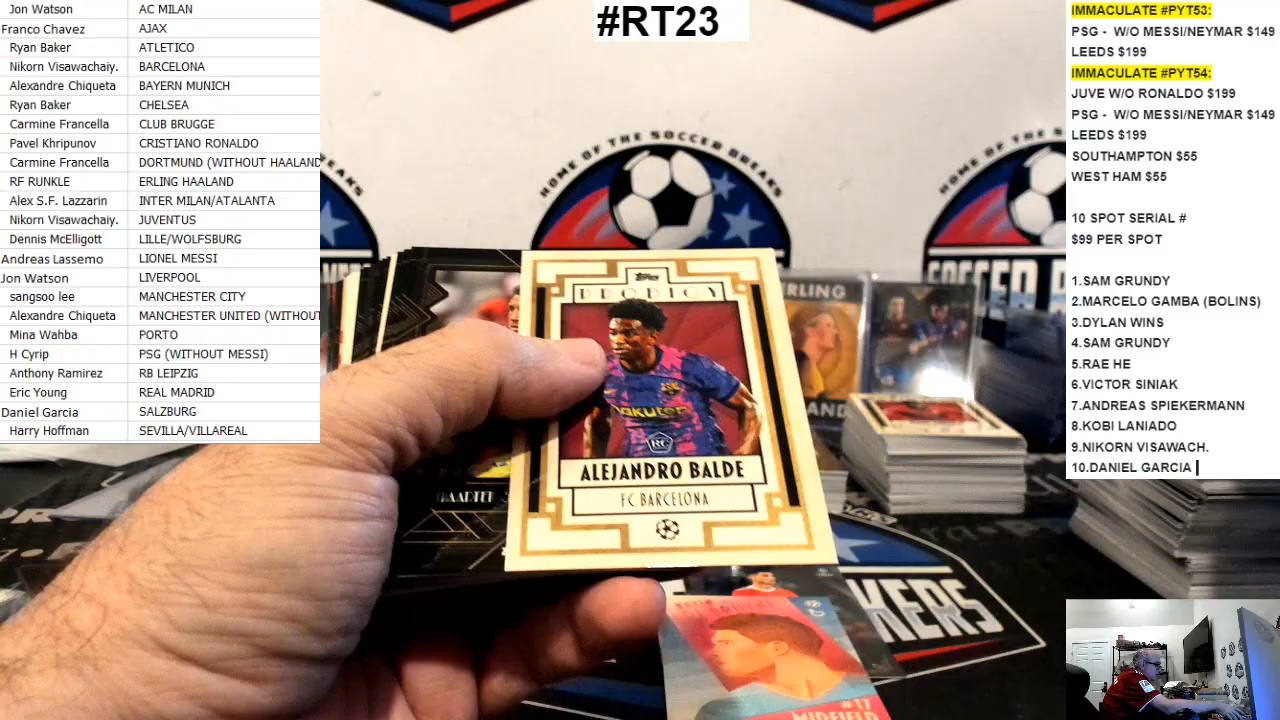 #RT23
Jon Watson AC MILAN
Franco Chavez AJAX
Ryan Baker ATLETICO
Nikorn Visawachaiy. BARCELONA
Alexandre Chiqueta BAYERN MUNICH
Ryan Baker CHELSEA
Carmine Francella CLUB BRUGGE
Pavel Khripunov CRISTIANO RONALDO
Carmine Francella DORTMUND (WITHOUT HAALAND
RF RUNKLE ERLING HAALAND
Alex S.F. Lazzarin INTER MILAN/ATALANTA
Nikorn Visawachaiy. JUVENTUS
Dennis McElligott LILLE/WOLFSBURG
Andreas Lassemo LIONEL MESSI
Jon Watson LIVERPOOL
sangsoo lee MANCHESTER CITY
Alexandre Chiqueta MANCHESTER UNITED (WITHOUT
Mina Wahba PORTO
H Cyrip PSG (WITHOUT MESSI)
Anthony Ramirez RB LEIPZIG
Eric Young REAL MADRID
Daniel Garcia SALZBURG
Harry Hoffman SEVILLA/VILLAREAL
IMMACULATE #PYT53:
PSG - W/O MESSI/NEYMAR $149
LEEDS $199
IMMACULATE #PYT54:
JUVE W/O RONALDO $199
PSG - W/O MESSI/NEYMAR $149
LEEDS $199
SOUTHAMPTON $55
WEST HAM $55
10 SPOT SERIAL #
$99 PER SPOT
1.SAM GRUNDY
2.MARCELO GAMBA (BOLINS)
3.DYLAN WINS
4.SAM GRUNDY
5.RAE HE
6.VICTOR SINIAK
7.ANDREAS SPIEKERMANN
8.KOBI LANIADO
9.NIKORN VISAWACH.
10.DANIEL GARCIA
HOME OF THE SOCCER BREAKS
Topps
PRODIGY
Rakuten
RC
ALEJANDRO BALDE
FC BARCELONA
#17
MIDFIELD